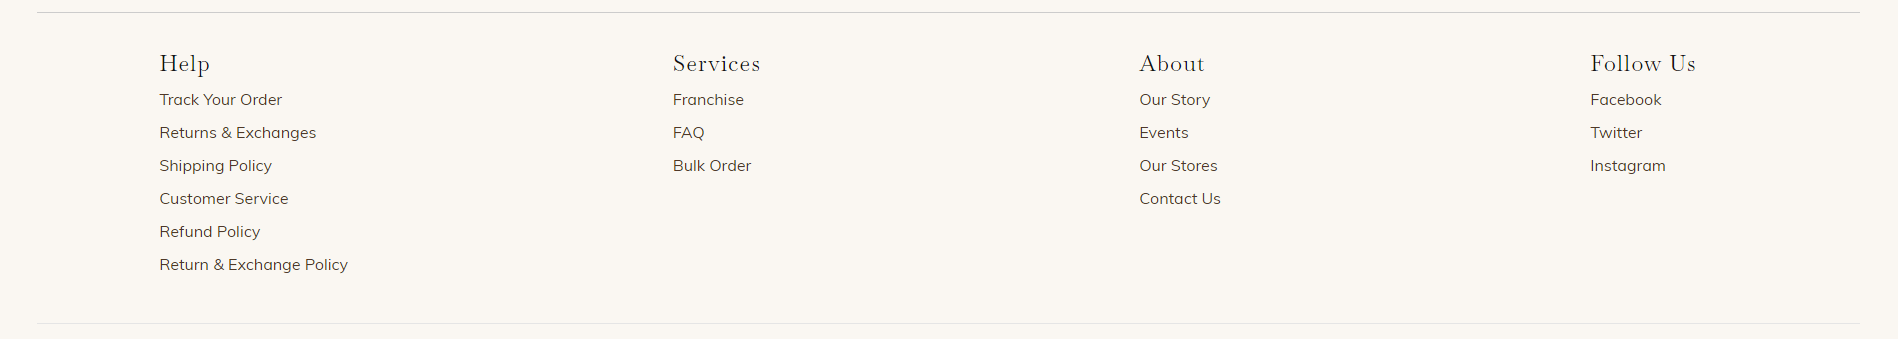 Help
Track Your Order
Returns & Exchanges
Shipping Policy
Customer Service
Refund Policy
Return & Exchange Policy
Services
Franchise
FAQ
Bulk Order
About
Our Story
Events
Our Stores
Contact Us
Follow Us
Facebook
Twitter
Instagram